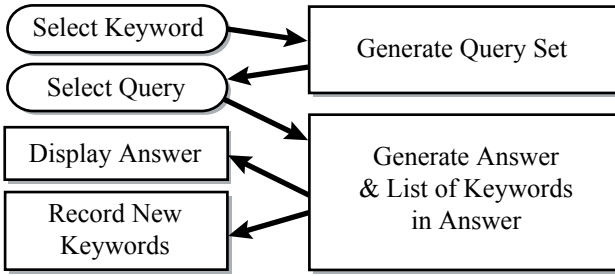 Select Keyword
Generate Query Set
Select Query
Display Answer
Generate Answer
& List of Keywords
in Answer
Record New
Keywords